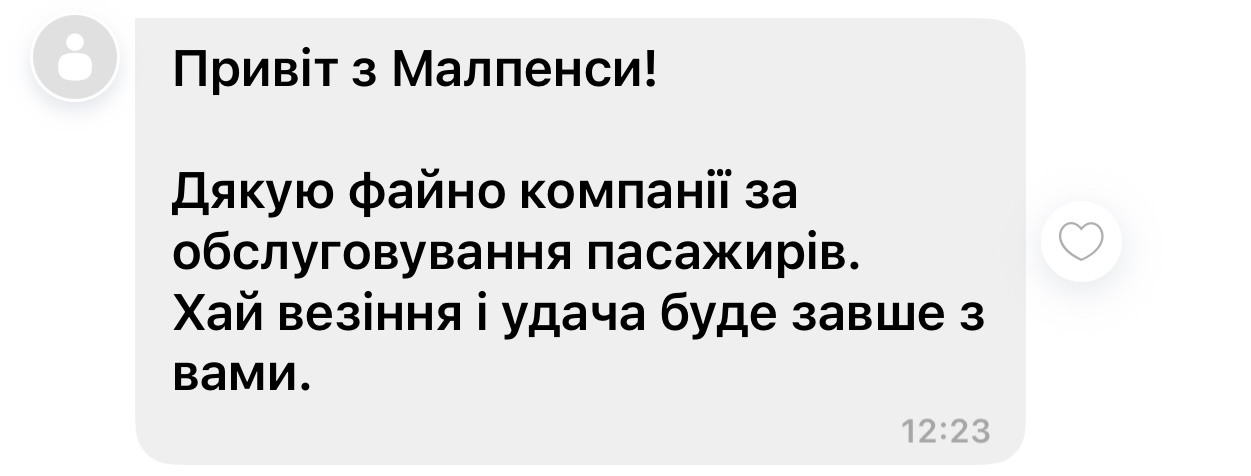 Привіт з Малпенси!
Дякую файно компанії за
обслуговування пасажирів.
Хай везіння і удача буде завше з
вами.
12:23